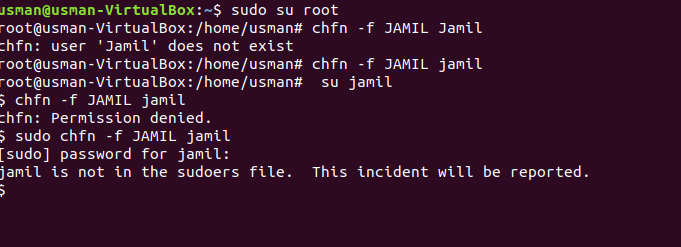 usman@usman-VirtualBox:~$ sudo su root
root@usman-VirtualBox:/home/usman# chfn -f JAMIL Jamil
chfn: user 'Jamil' does not exist
root@usman-VirtualBox:/home/usman# chfn -f JAMIL jamil
root@usman-VirtualBox:/home/usman#  su jamil
$ chfn -f JAMIL jamil
chfn: Permission denied.
$ sudo chfn -f JAMIL jamil
[sudo] password for jamil:
jamil is not in the sudoers file.  This incident will be reported.
$